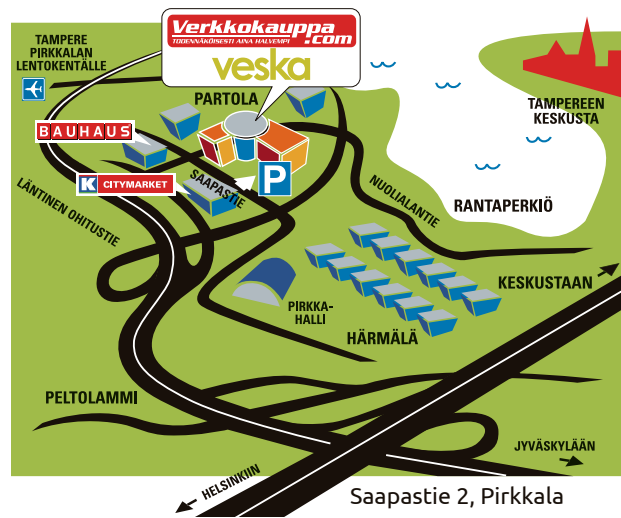 Verkkokauppa
.com
TODENNÄKÖISESTI AINA HALVEMPI
veska
TAMPERE
PIRKKALAN
LENTOKENTÄLLE
PARTOLA
TAMPEREEN
KESKUSTA
BAUHAUS
K CITYMARKET
SAAPASTIE
P
NUOLIALANTIE
RANTAPERKIÖ
LÄNTINEN OHITUSTIE
KESKUSTAAN
PIRKKA-
HALLI
HÄRMÄLÄ
PELTOLAMMI
JYVÄSKYLÄÄN
HELSINKIIN
Saapastie 2, Pirkkala